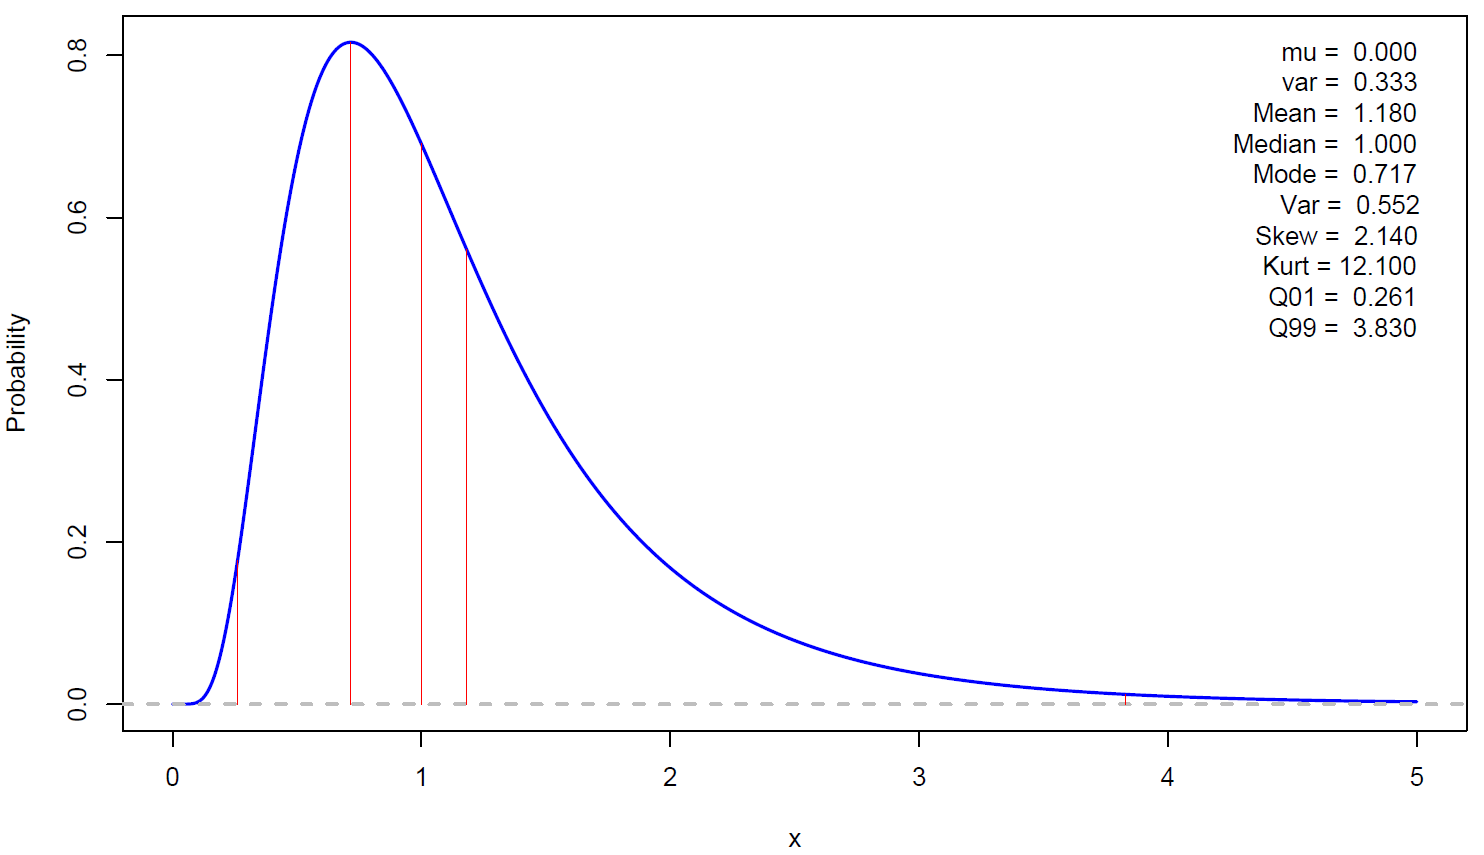 mu = 0.000
var = 0.333
Mean = 1.180
Median = 1.000
Mode = 0.717
Var = 0.552
Skew = 2.140
Kurt = 12.100
Q01 = 0.261
Q99 = 3.830
Probability
0.8
0.6
0.4
0.2
0.0
0 1 2 3 4 5
x